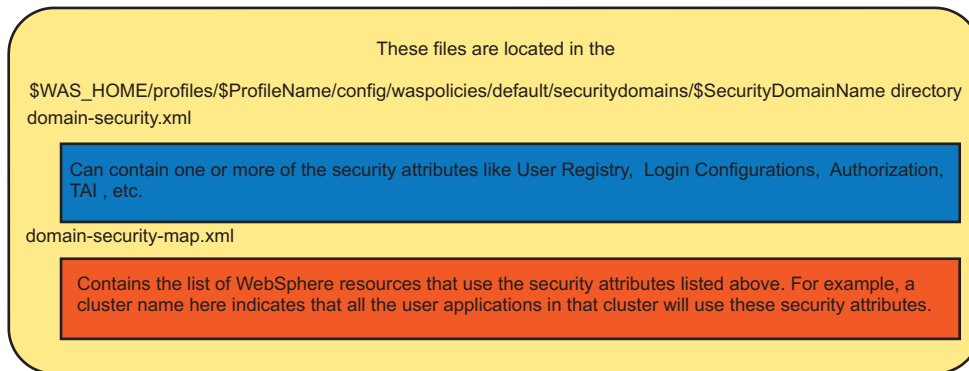 These files are located in the
$WAS_HOME/profiles/$ProfileName/config/waspolicies/default/securitydomains/$SecurityDomainName directory
domain-security.xml
Can contain one or more of the security attributes like User Registry, Login Configurations, Authorization,
TAI , etc.
domain-security-map.xml
Contains the list of WebSphere resources that use the security attributes listed above. For example, a
cluster name here indicates that all the user applications in that cluster will use these security attributes.